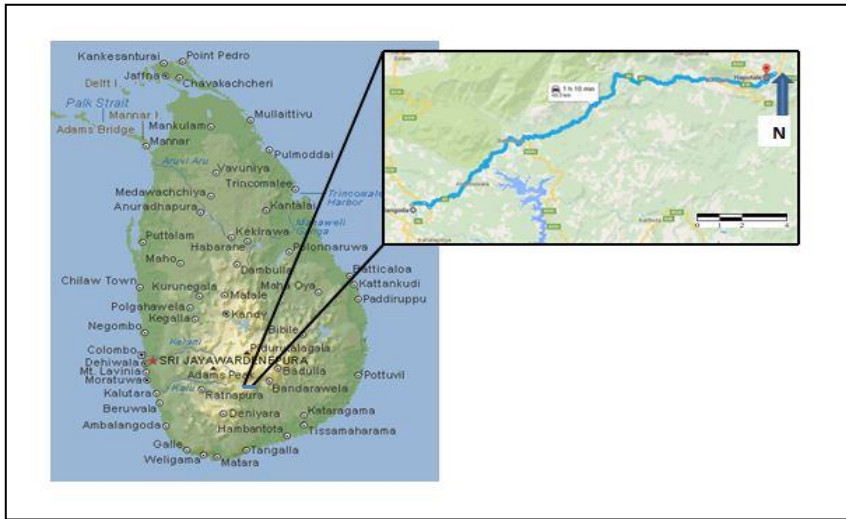 Kankesanturai
Point Pedro
Jaffna
Chavakachcheri
Delft I.
Palk Strait
Mannar I.
Adams Bridge
Mannar
Mankulam
Mullaittivu
Pulmoddai
Aruvi Aru
Vavuniya
Trincomalee
Trincomalee
Harbor
Medawachchiya
Anuradhapura
Kantalai
Mahaweli
Ganga
Kekirawa
Puttalam
Habarane
Polonnaruwa
Maho
Dambulla
Batticaloa
Kattankudi
Paddiruppu
Chilaw Town
Kurunegala
Matale
Maha Oya
Polgahawela
Kegalla
Kandy
Negombo
Bibile
Kelani
Pidurutalagala
Colombo
SRI JAYAWARDENEPURA
Dehiwala
Mt. Lavinia
Adams Peak
Badulla
Moratuwa
Pottuvil
Kalu
Bandarawela
Kalutara
Ratnapura
Beruwala
Deniyara
Kataragama
Ambalangoda
Hambantota
Tissamaharama
Galle
Tangalla
Weligama
Matara
1 h 10 min
Haputale
N
0 1 2 4